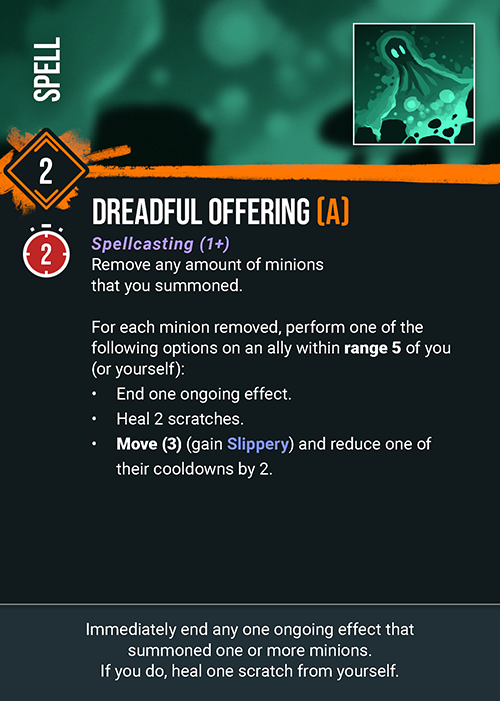 SPELL
2
DREADFUL OFFERING (A)
2
Spellcasting (1+)
Remove any amount of minions
that you summoned.
For each minion removed, perform one of the
following options on an ally within range 5 of you
(or yourself):
• End one ongoing effect.
• Heal 2 scratches.
• Move (3) (gain Slippery) and reduce one of
their cooldowns by 2.
Immediately end any one ongoing effect that
summoned one or more minions.
If you do, heal one scratch from yourself.